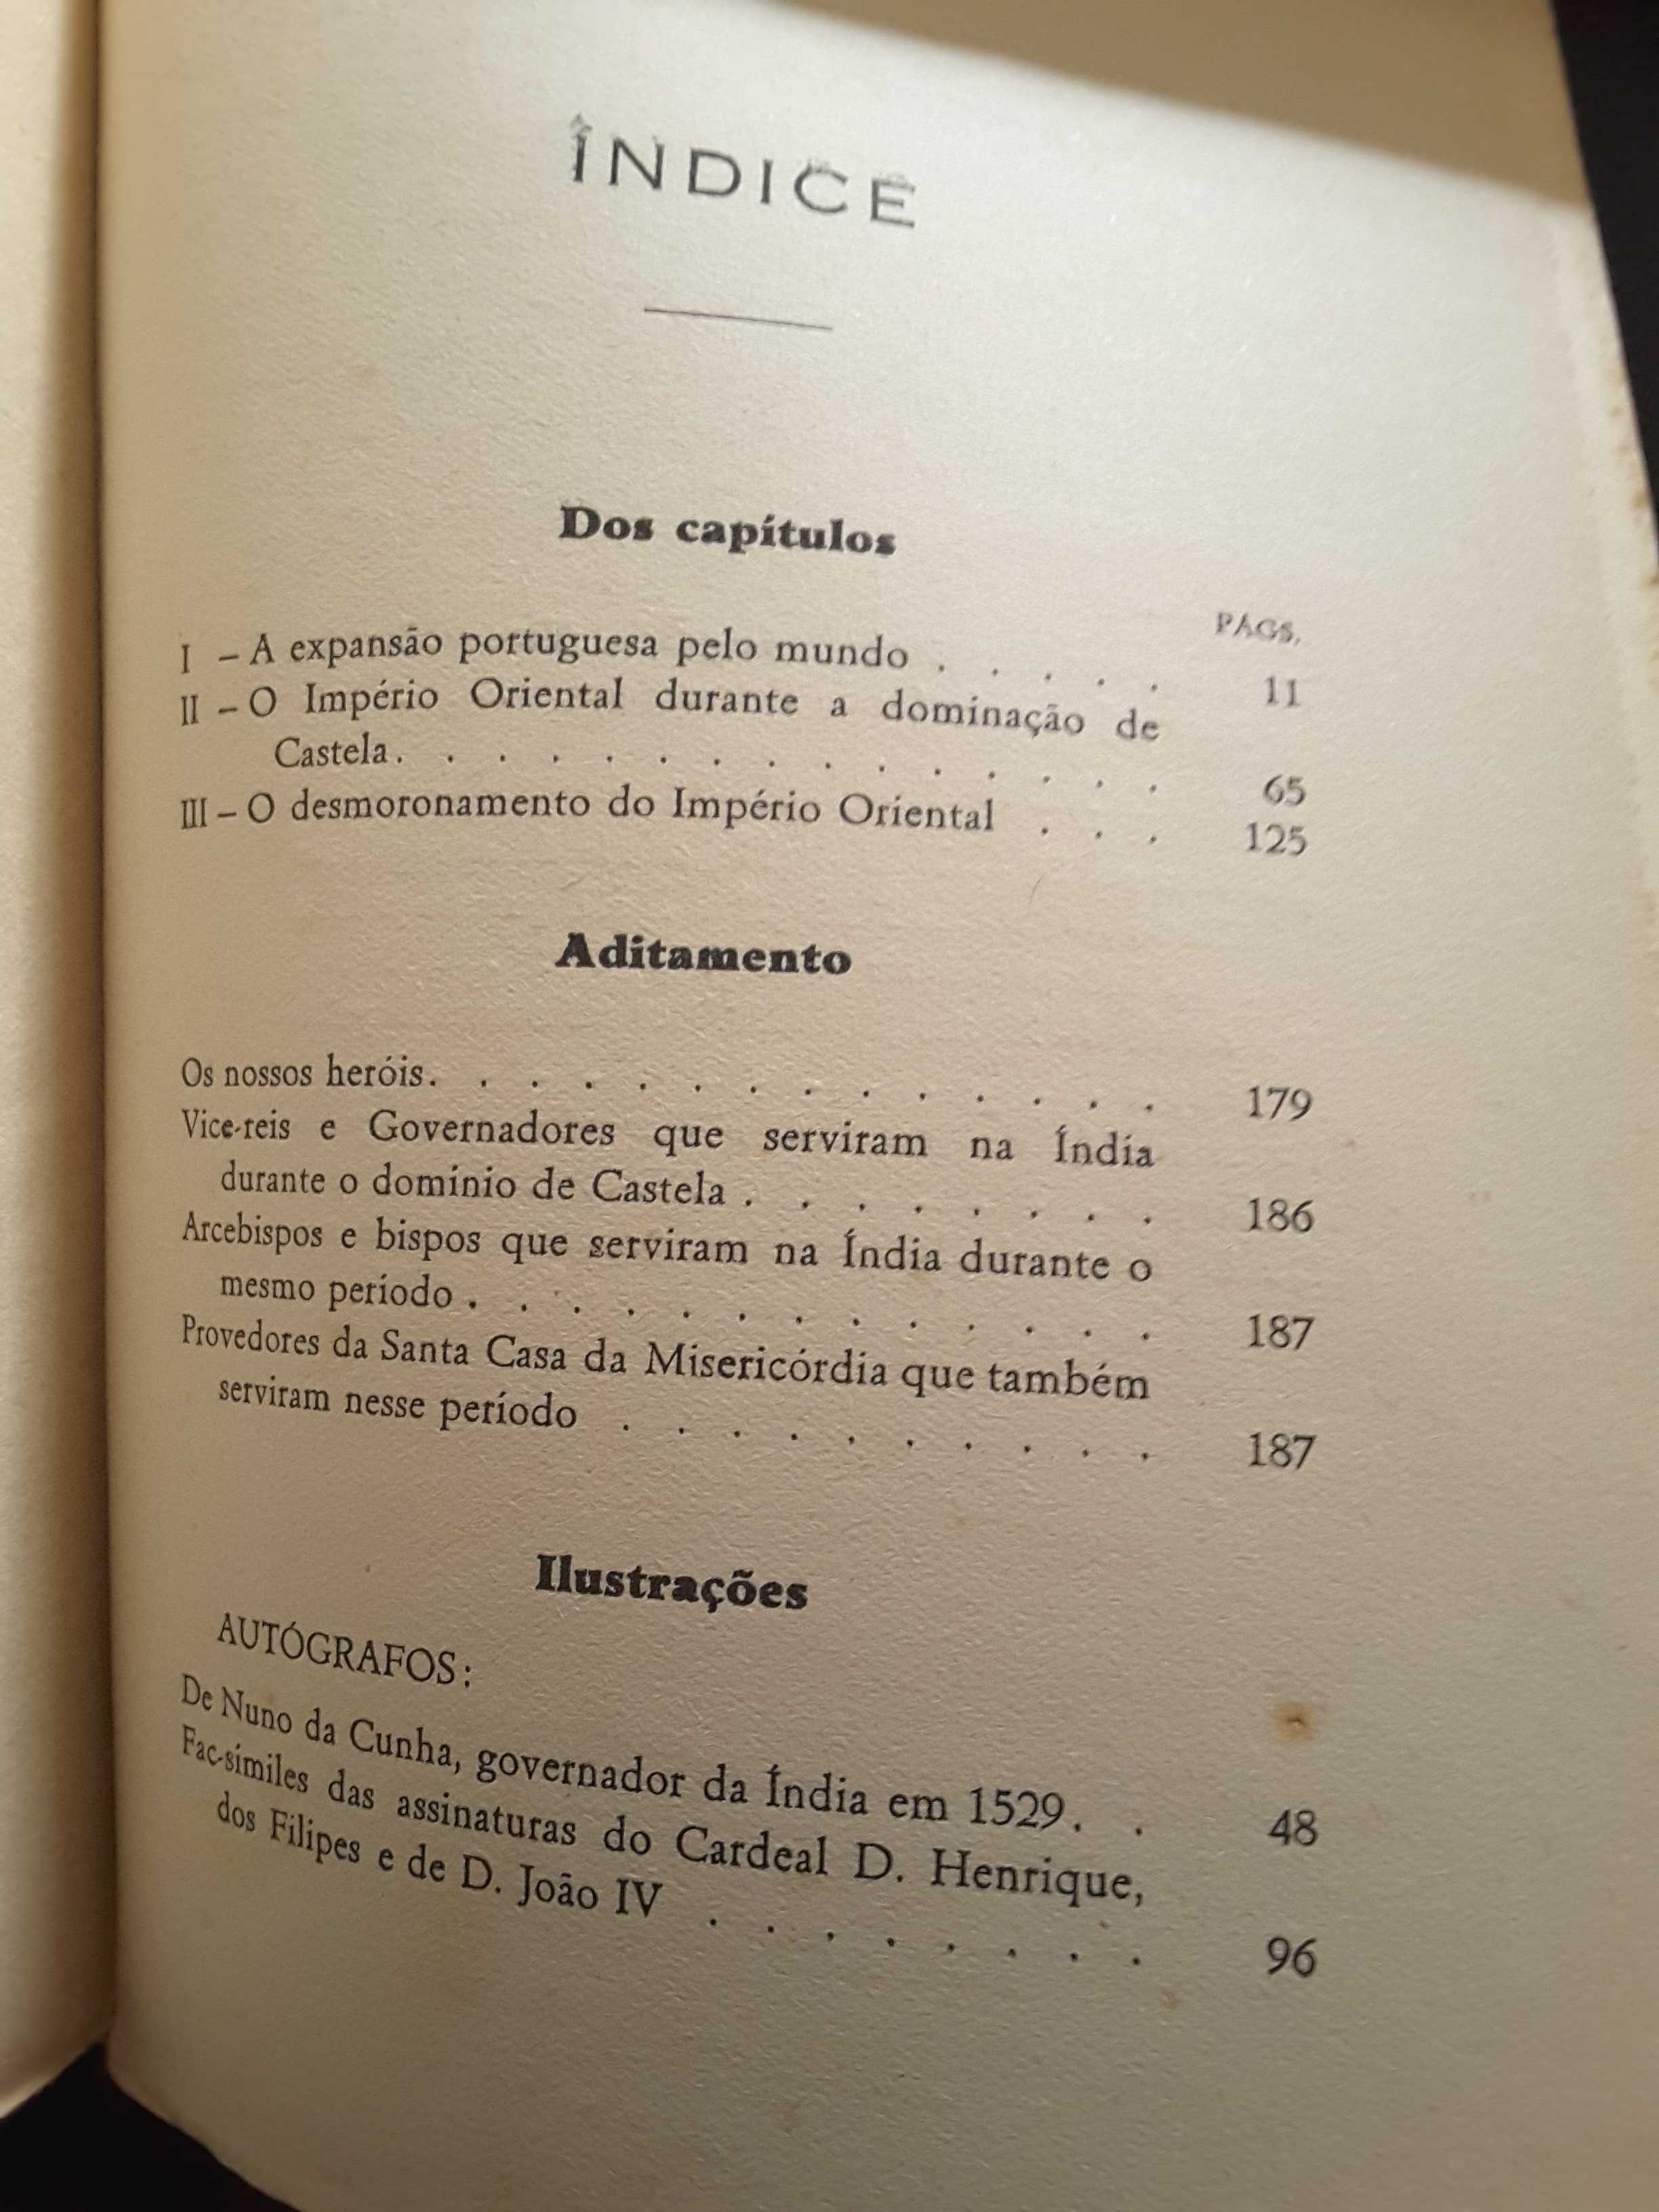 ÍNDICE
Dos capítulos
PÁGS.
I – A expansão portuguesa pelo mundo . . . . . 11
II – O Império Oriental durante a dominação de
Castela. . . . . . . . . . . . . . . 65
III – O desmoronamento do Império Oriental . . . 125
Aditamento
Os nossos heróis. . . . . . . . . . . . . . 179
Vice-reis e Governadores que serviram na Índia
durante o domínio de Castela . . . . . . . . 186
Arcebispos e bispos que serviram na Índia durante o
mesmo período . . . . . . . . . . . . . 187
Provedores da Santa Casa da Misericórdia que também
serviram nesse período . . . . . . . . . . 187
Ilustrações
AUTÓGRAFOS:
De Nuno da Cunha, governador da Índia em 1529. . 48
Fac-símiles das assinaturas do Cardeal D. Henrique,
dos Filipes e de D. João IV . . . . . . . . 96